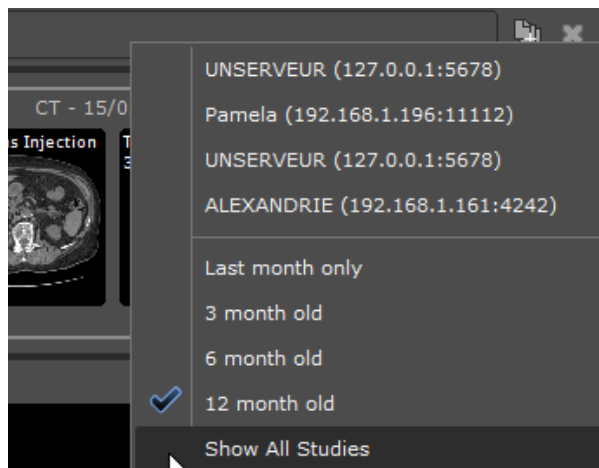 UNSERVEUR (127.0.0.1:5678)
CT - 15/0
Pamela (192.168.1.196:11112)
s Injection
T
3
UNSERVEUR (127.0.0.1:5678)
ALEXANDRIE (192.168.1.161:4242)
Last month only
3 month old
6 month old
12 month old
Show All Studies